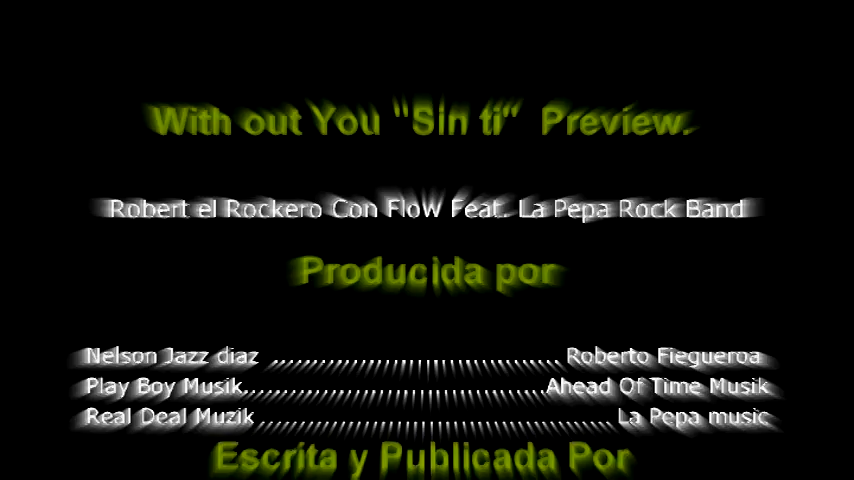 With out You "Sin ti" Preview.
Robert el Rockero Con Flow Feat. La Pepa Rock Band
Producida por
Nelson Jazz diaz ................................................ Roberto Fiegueroa
Play Boy Musik..................................................Ahead Of Time Musik
Real Deal Muzik............................................................La Pepa music
Escrita y Publicada Por